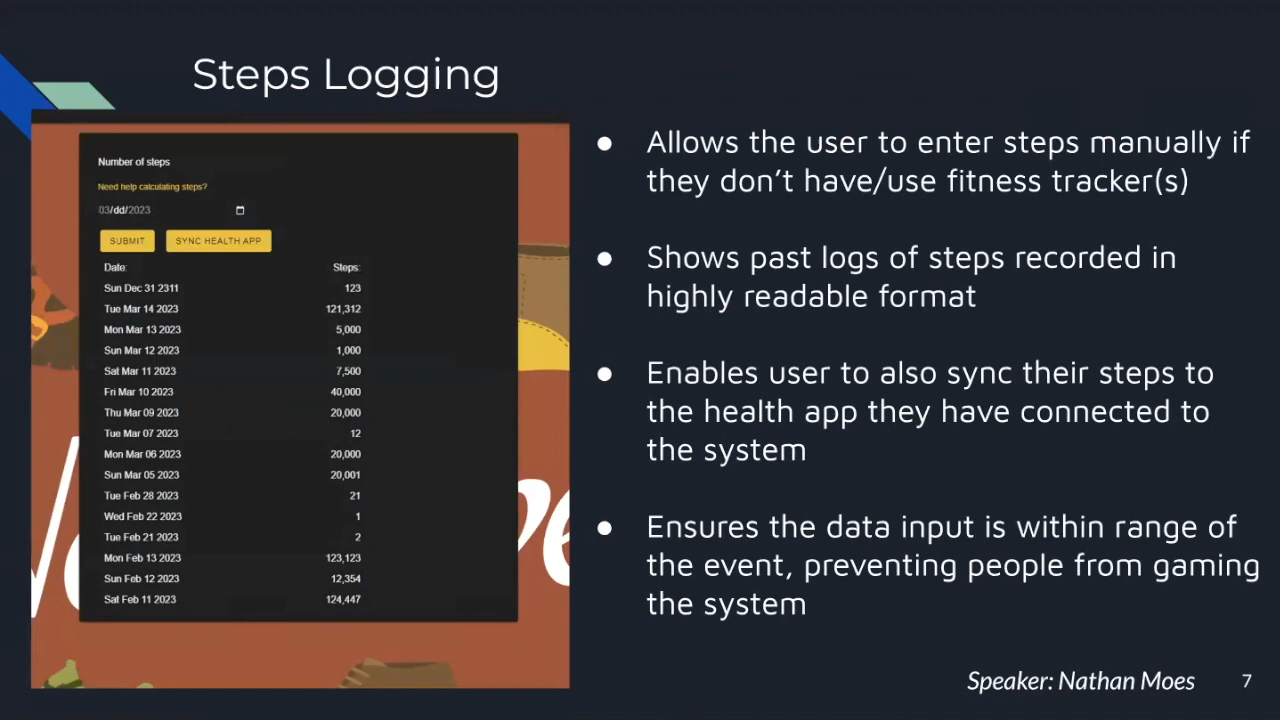 Steps Logging
Number of steps
Need help calculating steps?
03/dd/2023
SUBMIT SYNC HEALTH APP
Date: Steps:
Sun Dec 31 2311 123
Tue Mar 14 2023 121,312
Mon Mar 13 2023 5,000
Sun Mar 12 2023 1,000
Sat Mar 11 2023 7,500
Fri Mar 10 2023 40,000
Thu Mar 09 2023 20,000
Tue Mar 07 2023 12
Mon Mar 06 2023 20,000
Sun Mar 05 2023 20,001
Tue Feb 28 2023 21
Wed Feb 22 2023 1
Tue Feb 21 2023 2
Mon Feb 13 2023 123,123
Sun Feb 12 2023 12,354
Sat Feb 11 2023 124,447
● Allows the user to enter steps manually if
they don’t have/use fitness tracker(s)
● Shows past logs of steps recorded in
highly readable format
● Enables user to also sync their steps to
the health app they have connected to
the system
● Ensures the data input is within range of
the event, preventing people from gaming
the system
Speaker: Nathan Moes 7